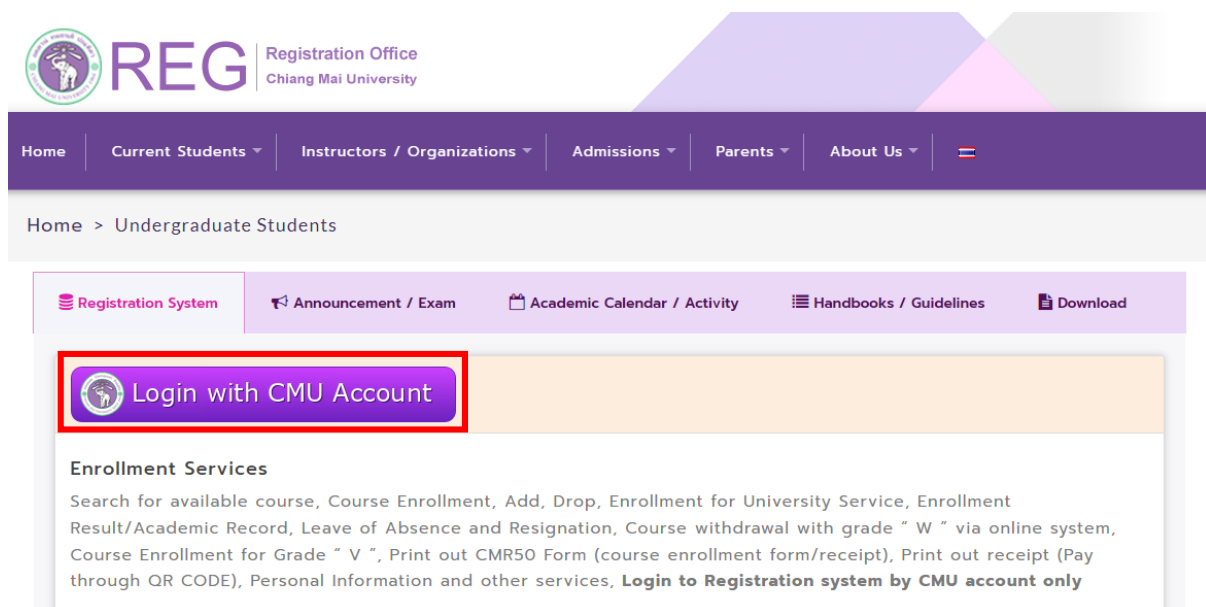 REG
Registration Office
Chiang Mai University
Home Current Students Instructors / Organizations Admissions Parents About Us
Home > Undergraduate Students
Registration System Announcement / Exam Academic Calendar / Activity Handbooks / Guidelines Download
Login with CMU Account
Enrollment Services
Search for available course, Course Enrollment, Add, Drop, Enrollment for University Service, Enrollment
Result/Academic Record, Leave of Absence and Resignation, Course withdrawal with grade “ W ” via online system,
Course Enrollment for Grade “ V ”, Print out CMR50 Form (course enrollment form/receipt), Print out receipt (Pay
through QR CODE), Personal Information and other services, Login to Registration system by CMU account only